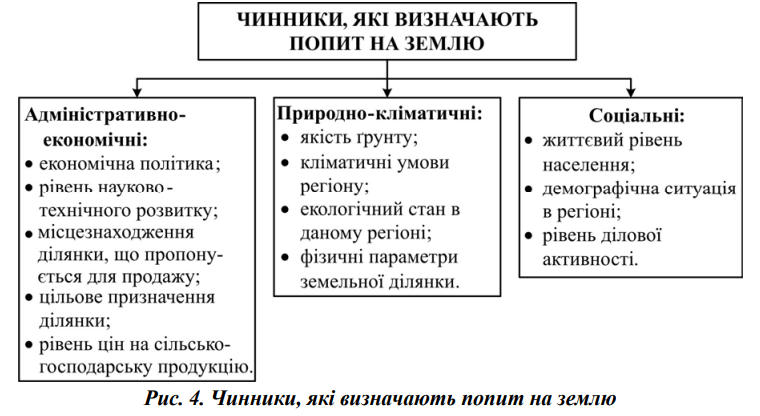 ЧИННИКИ, ЯКІ ВИЗНАЧАЮТЬ
ПОПИТ НА ЗЕМЛЮ
Адміністративно-
економічні:
• економічна політика;
• рівень науково-
технічного розвитку;
• місцезнаходження
ділянки, що пропону-
ється для продажу;
• цільове призначення
ділянки;
• рівень цін на сільсько-
господарську продукцію.
Природно-кліматичні:
• якість ґрунту;
• кліматичні умови
регіону;
• екологічний стан в
даному регіоні;
• фізичні параметри
земельної ділянки.
Соціальні:
• життєвий рівень
населення;
• демографічна ситуація
в регіоні;
• рівень ділової
активності.
Рис. 4. Чинники, які визначають попит на землю